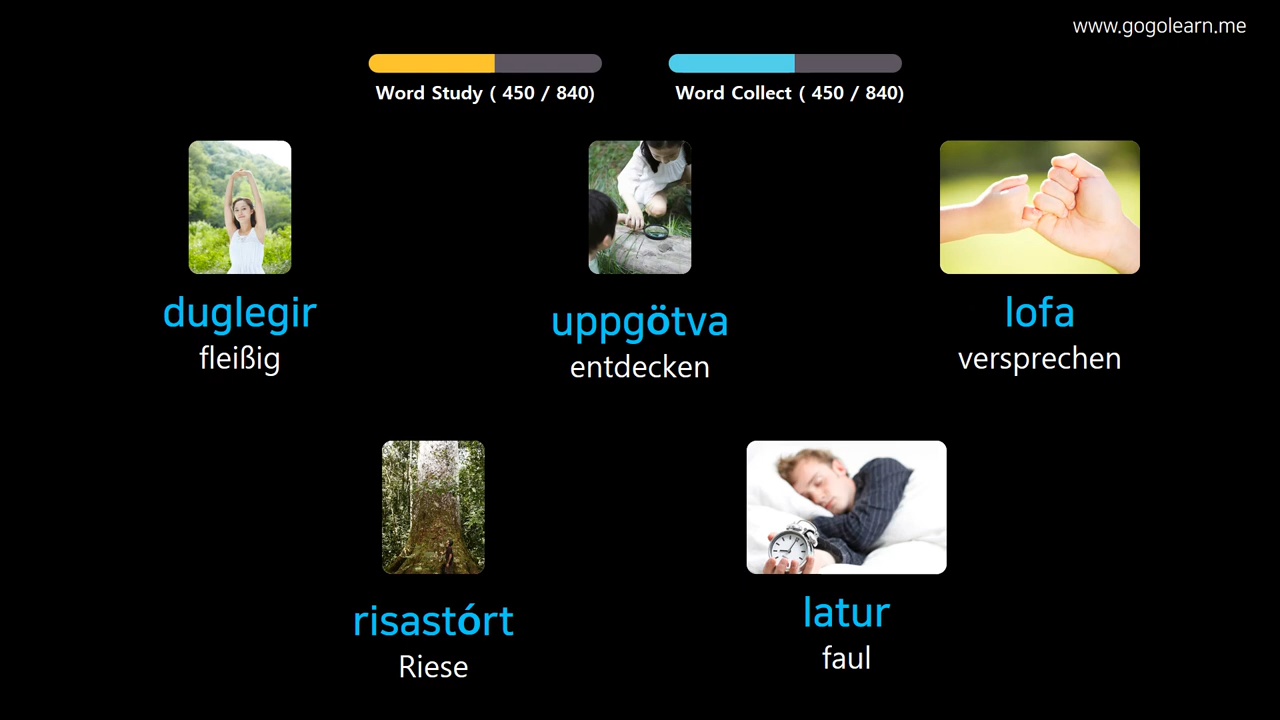 www.gogolearn.me
Word Study ( 450 / 840)
Word Collect ( 450 / 840)
duglegir
fleißig
uppgötva
entdecken
lofa
versprechen
risastórt
Riese
latur
faul